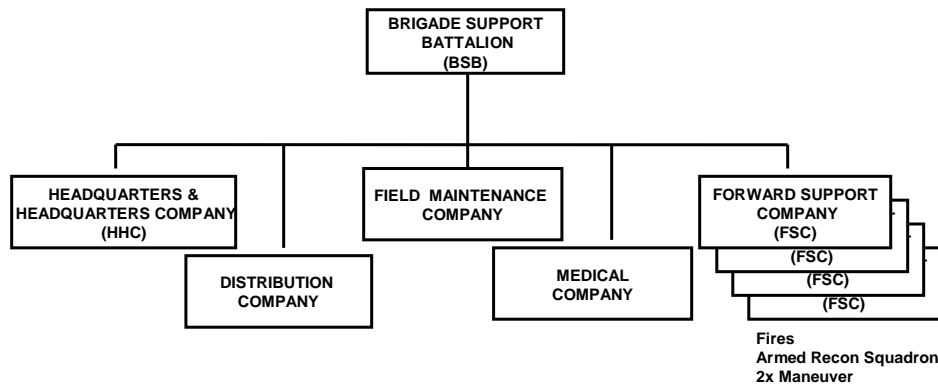 BRIGADE SUPPORT
BATTALION
(BSB)
HEADQUARTERS &
HEADQUARTERS COMPANY
(HHC)
DISTRIBUTION
COMPANY
FIELD MAINTENANCE
COMPANY
MEDICAL
COMPANY
FORWARD SUPPORT
COMPANY
(FSC)
(FSC)
(FSC)
(FSC)
Fires
Armed Recon Squadron
2x Maneuver